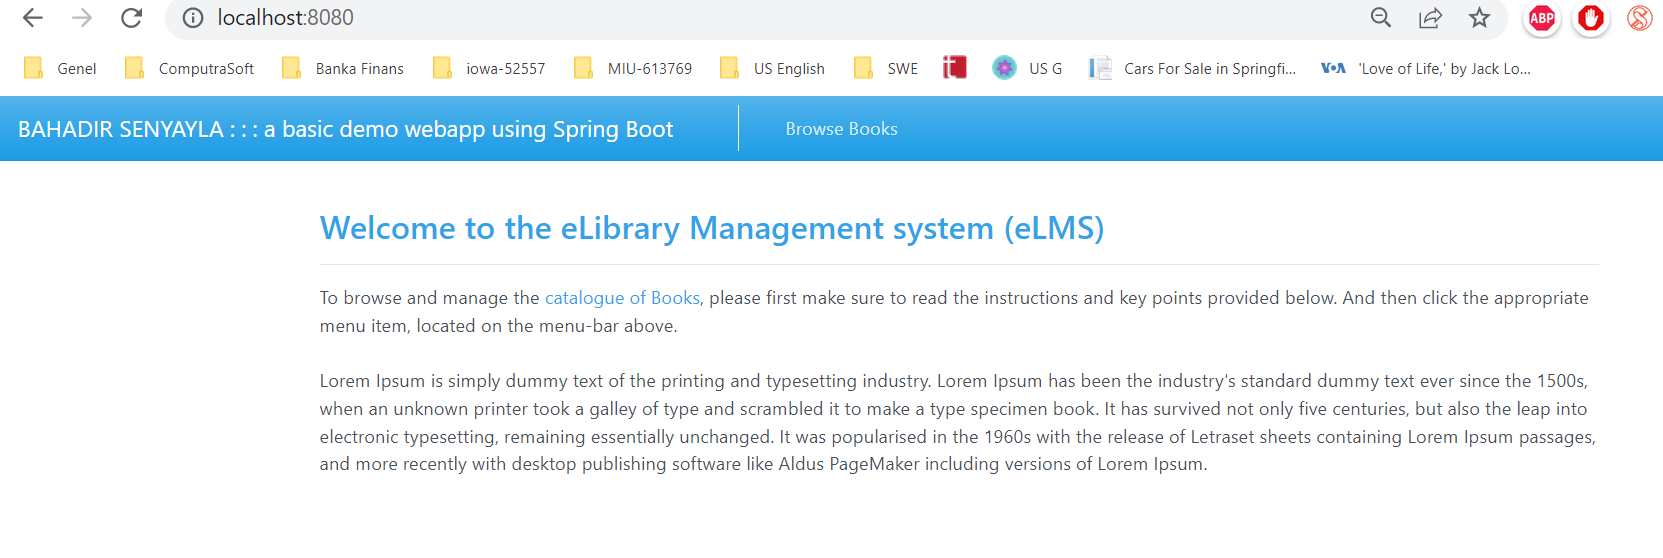 localhost:8080
ABP
Genel ComputraSoft Banka Finans iowa-52557 MIU-613769 US English SWE it US G Cars For Sale in Springfi... VOA 'Love of Life,' by Jack Lo...
BAHADIR SENYAYLA : : : a basic demo webapp using Spring Boot Browse Books
Welcome to the eLibrary Management system (eLMS)
To browse and manage the catalogue of Books, please first make sure to read the instructions and key points provided below. And then click the appropriate
menu item, located on the menu-bar above.
Lorem Ipsum is simply dummy text of the printing and typesetting industry. Lorem Ipsum has been the industry's standard dummy text ever since the 1500s,
when an unknown printer took a galley of type and scrambled it to make a type specimen book. It has survived not only five centuries, but also the leap into
electronic typesetting, remaining essentially unchanged. It was popularised in the 1960s with the release of Letraset sheets containing Lorem Ipsum passages,
and more recently with desktop publishing software like Aldus PageMaker including versions of Lorem Ipsum.